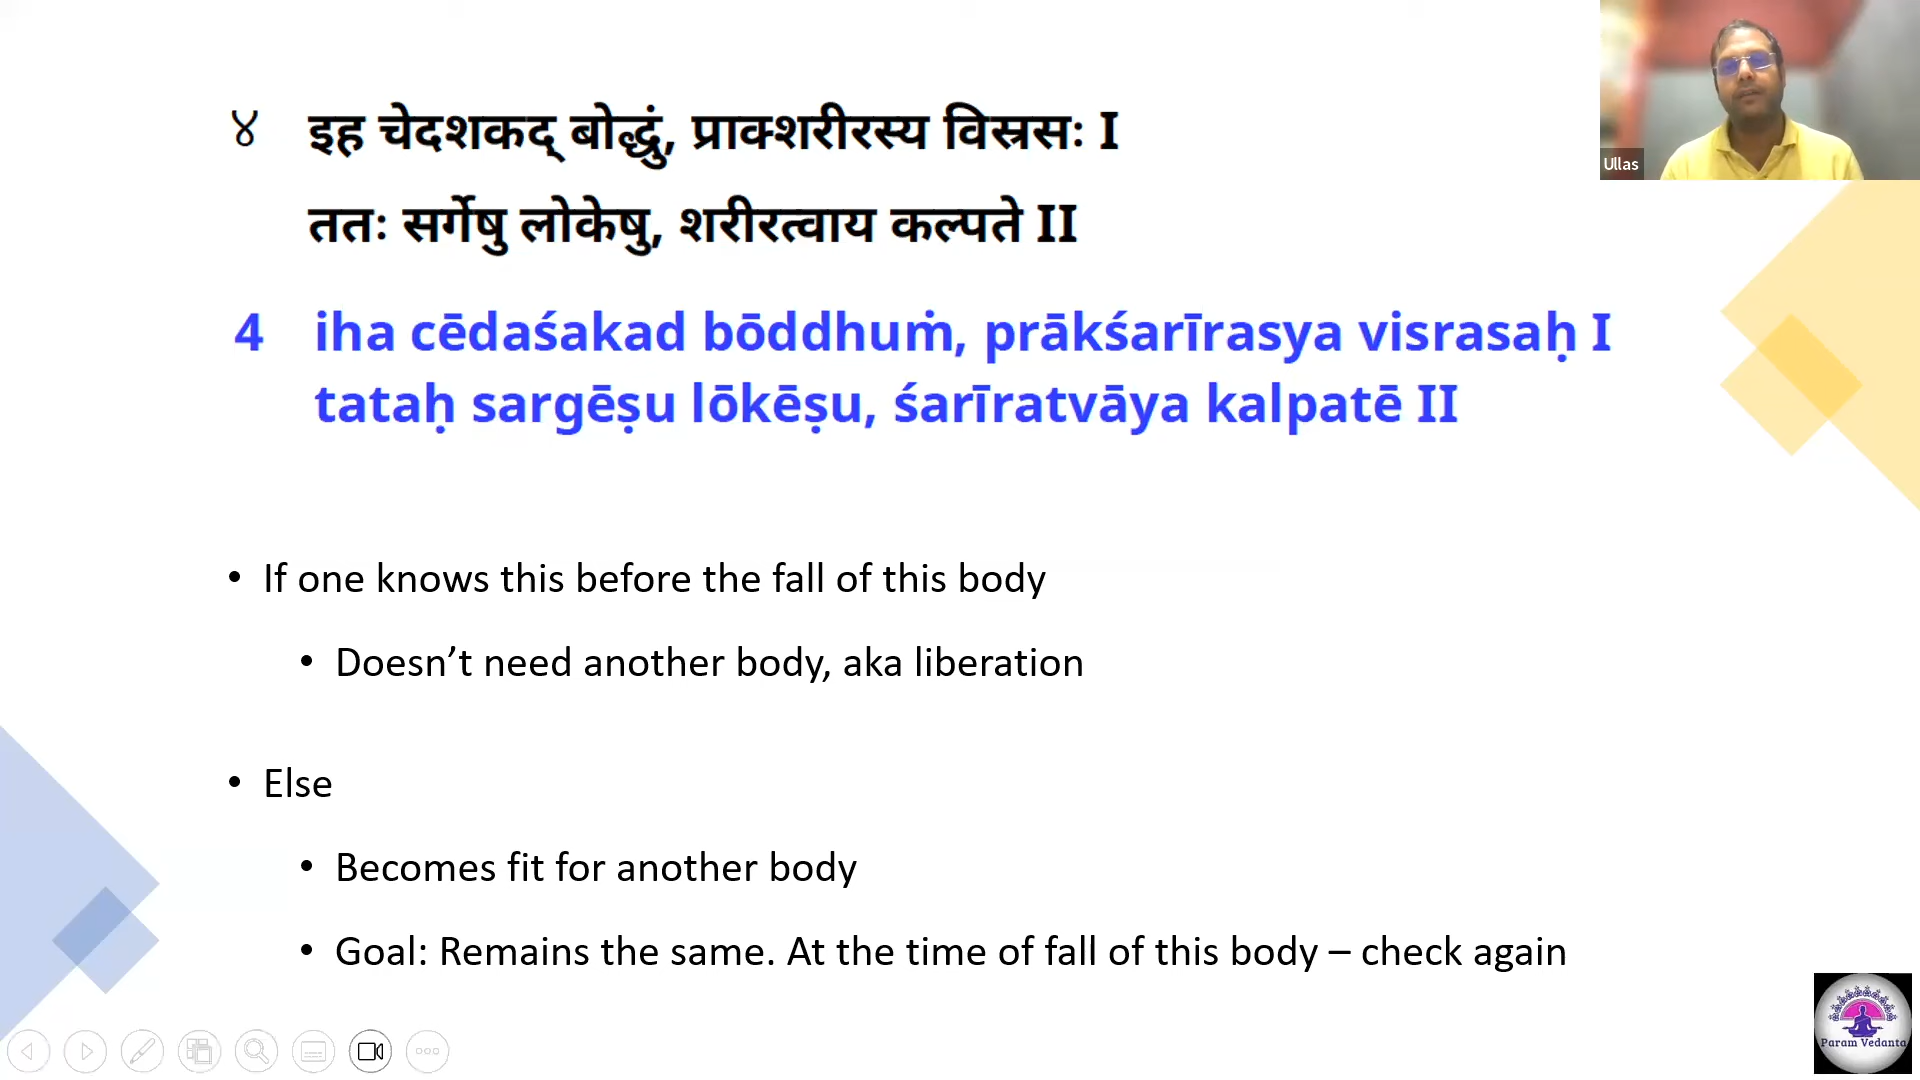 ४ इह चेदशकद् बोद्धुं, प्राक्शरीरस्य विस्रसः I
ततः सर्गेषु लोकेषु, शरीरत्वाय कल्पते II
4 iha cēdaśakad bōddhuṁ, prākśarīrasya visrasaḥ I
tataḥ sargēṣu lōkēṣu, śarīratvāya kalpatē II
• If one knows this before the fall of this body
• Doesn’t need another body, aka liberation
• Else
• Becomes fit for another body
• Goal: Remains the same. At the time of fall of this body – check again
Ullas
Param Vedanta